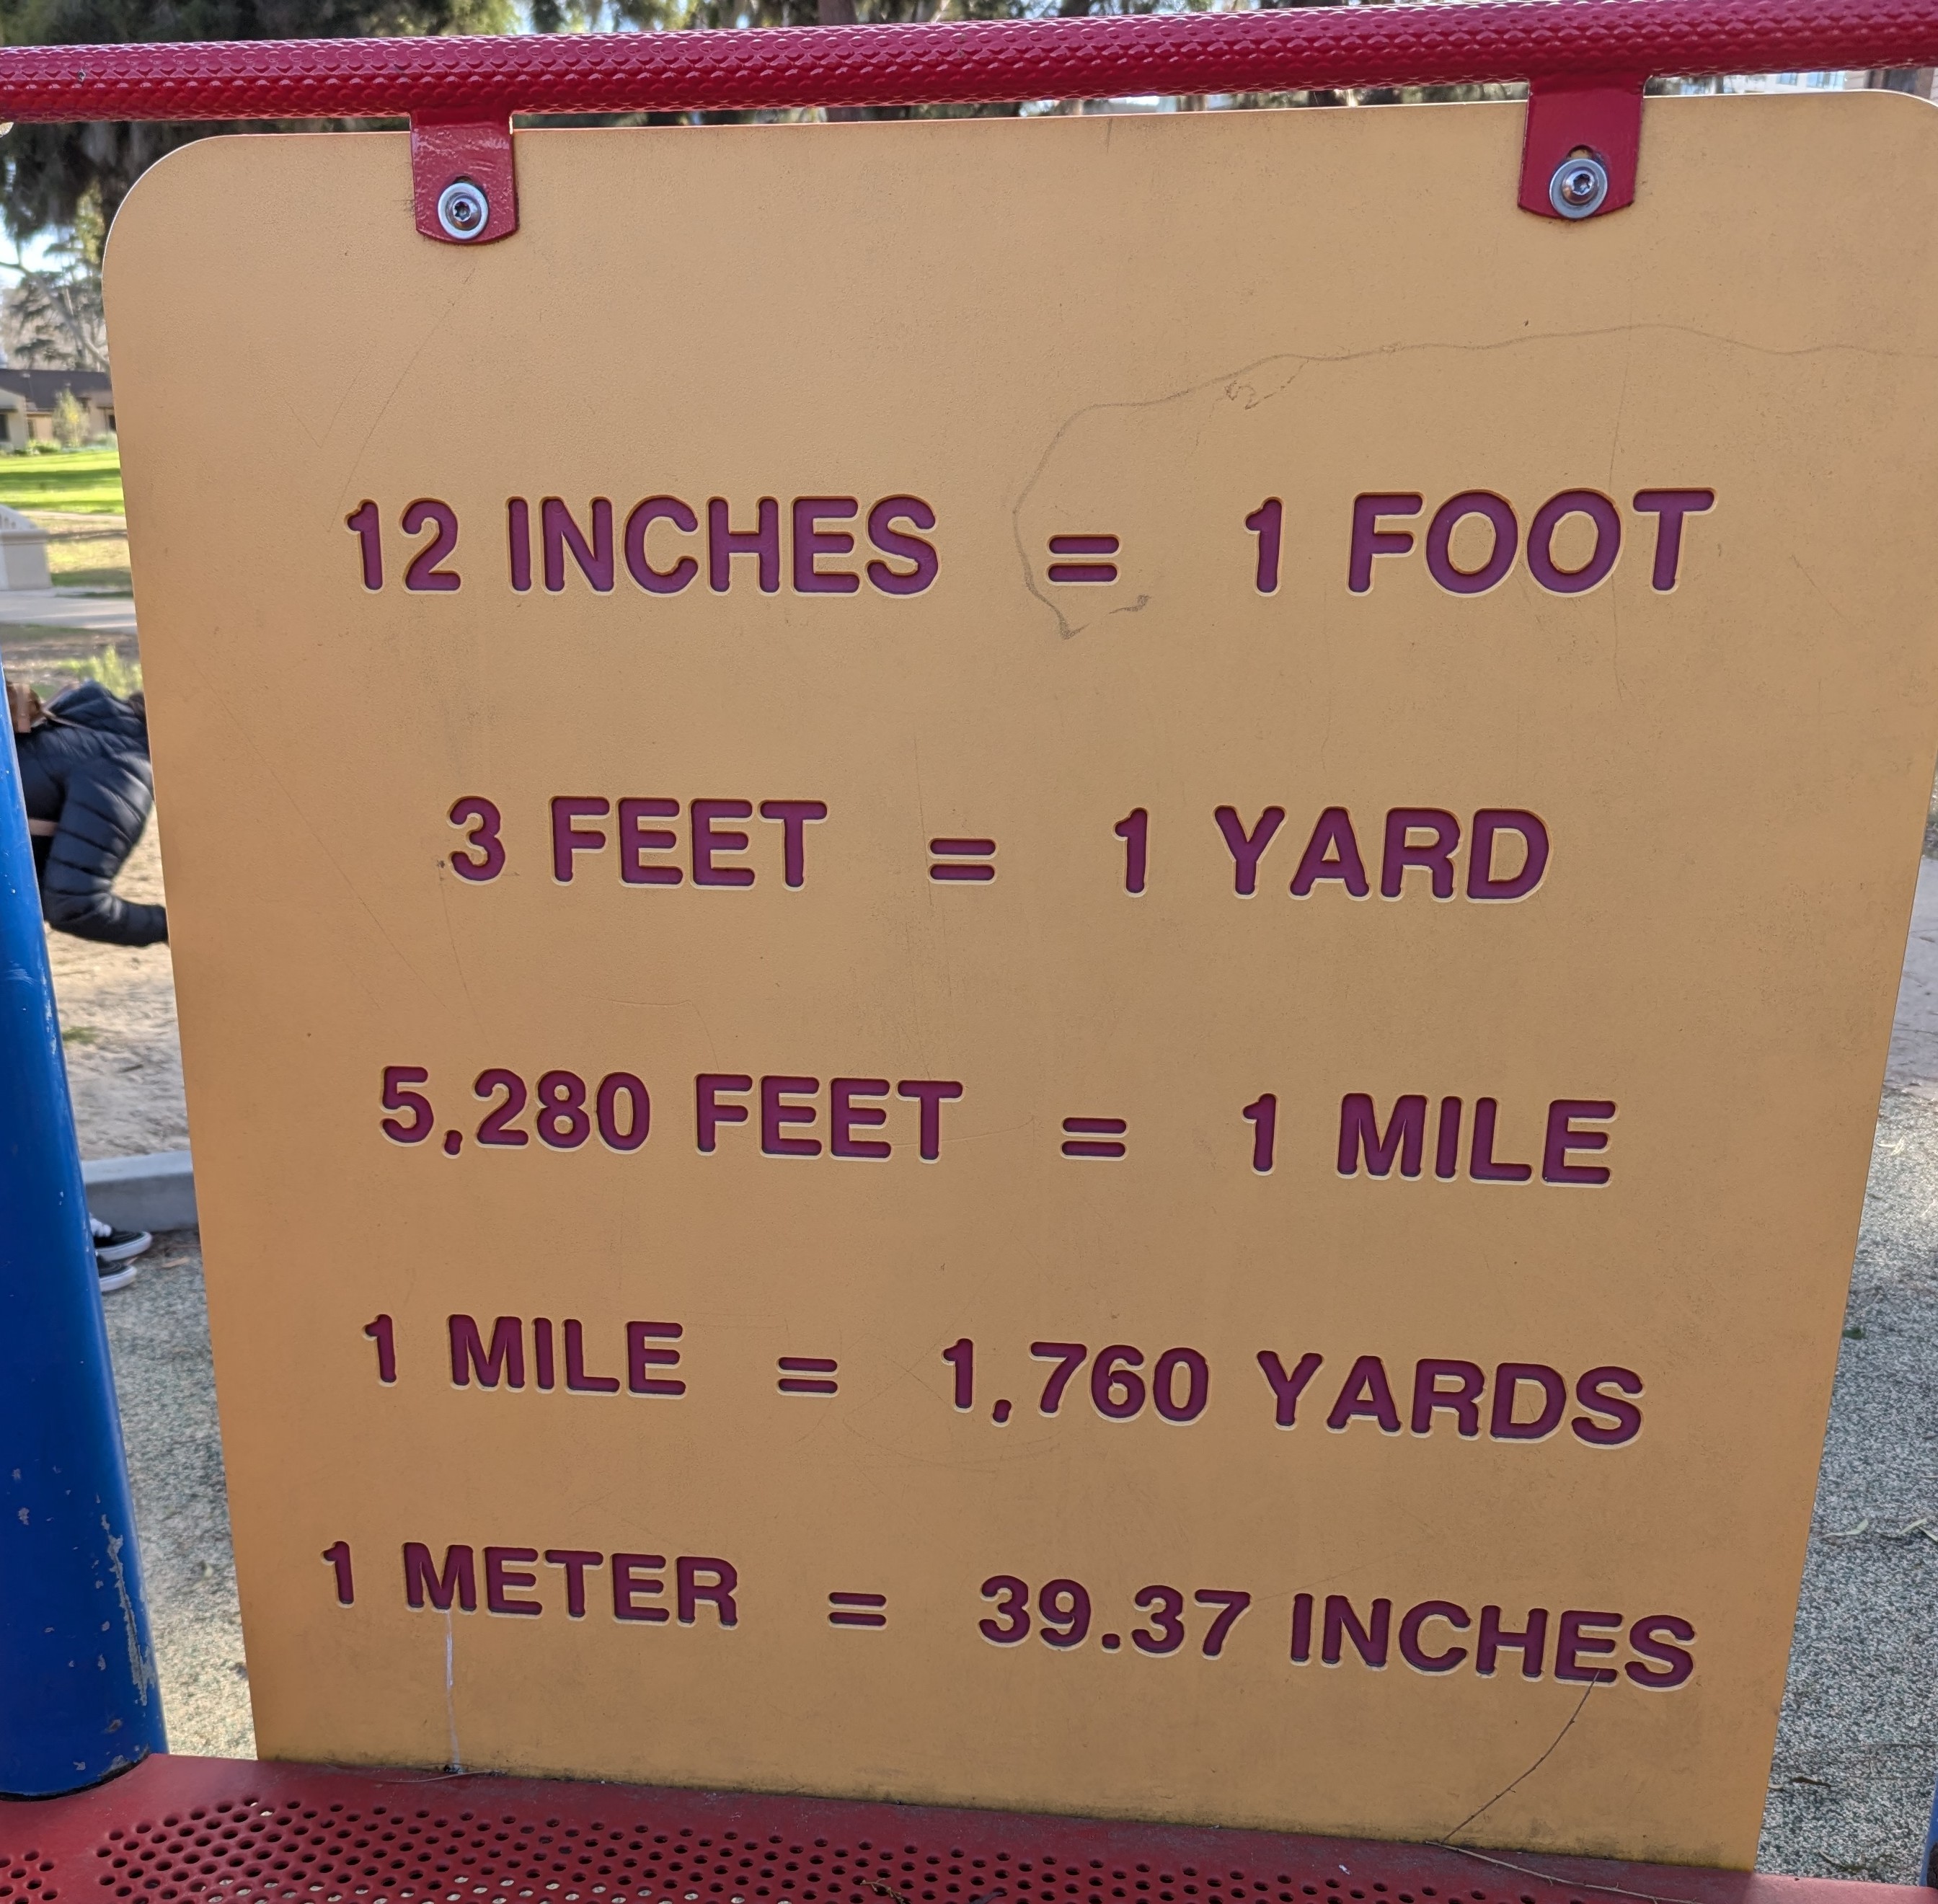 12 INCHES = 1 FOOT
3 FEET = 1 YARD
5,280 FEET = 1 MILE
1 MILE = 1,760 YARDS
1 METER = 39.37 INCHES